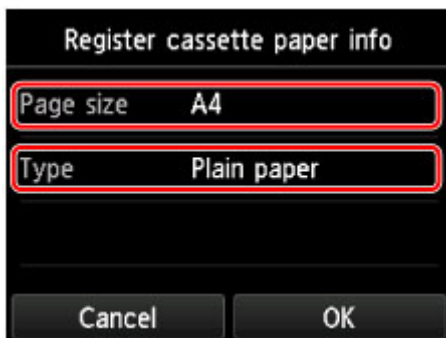 Register cassette paper info
Page size A4
Type Plain paper
Cancel OK